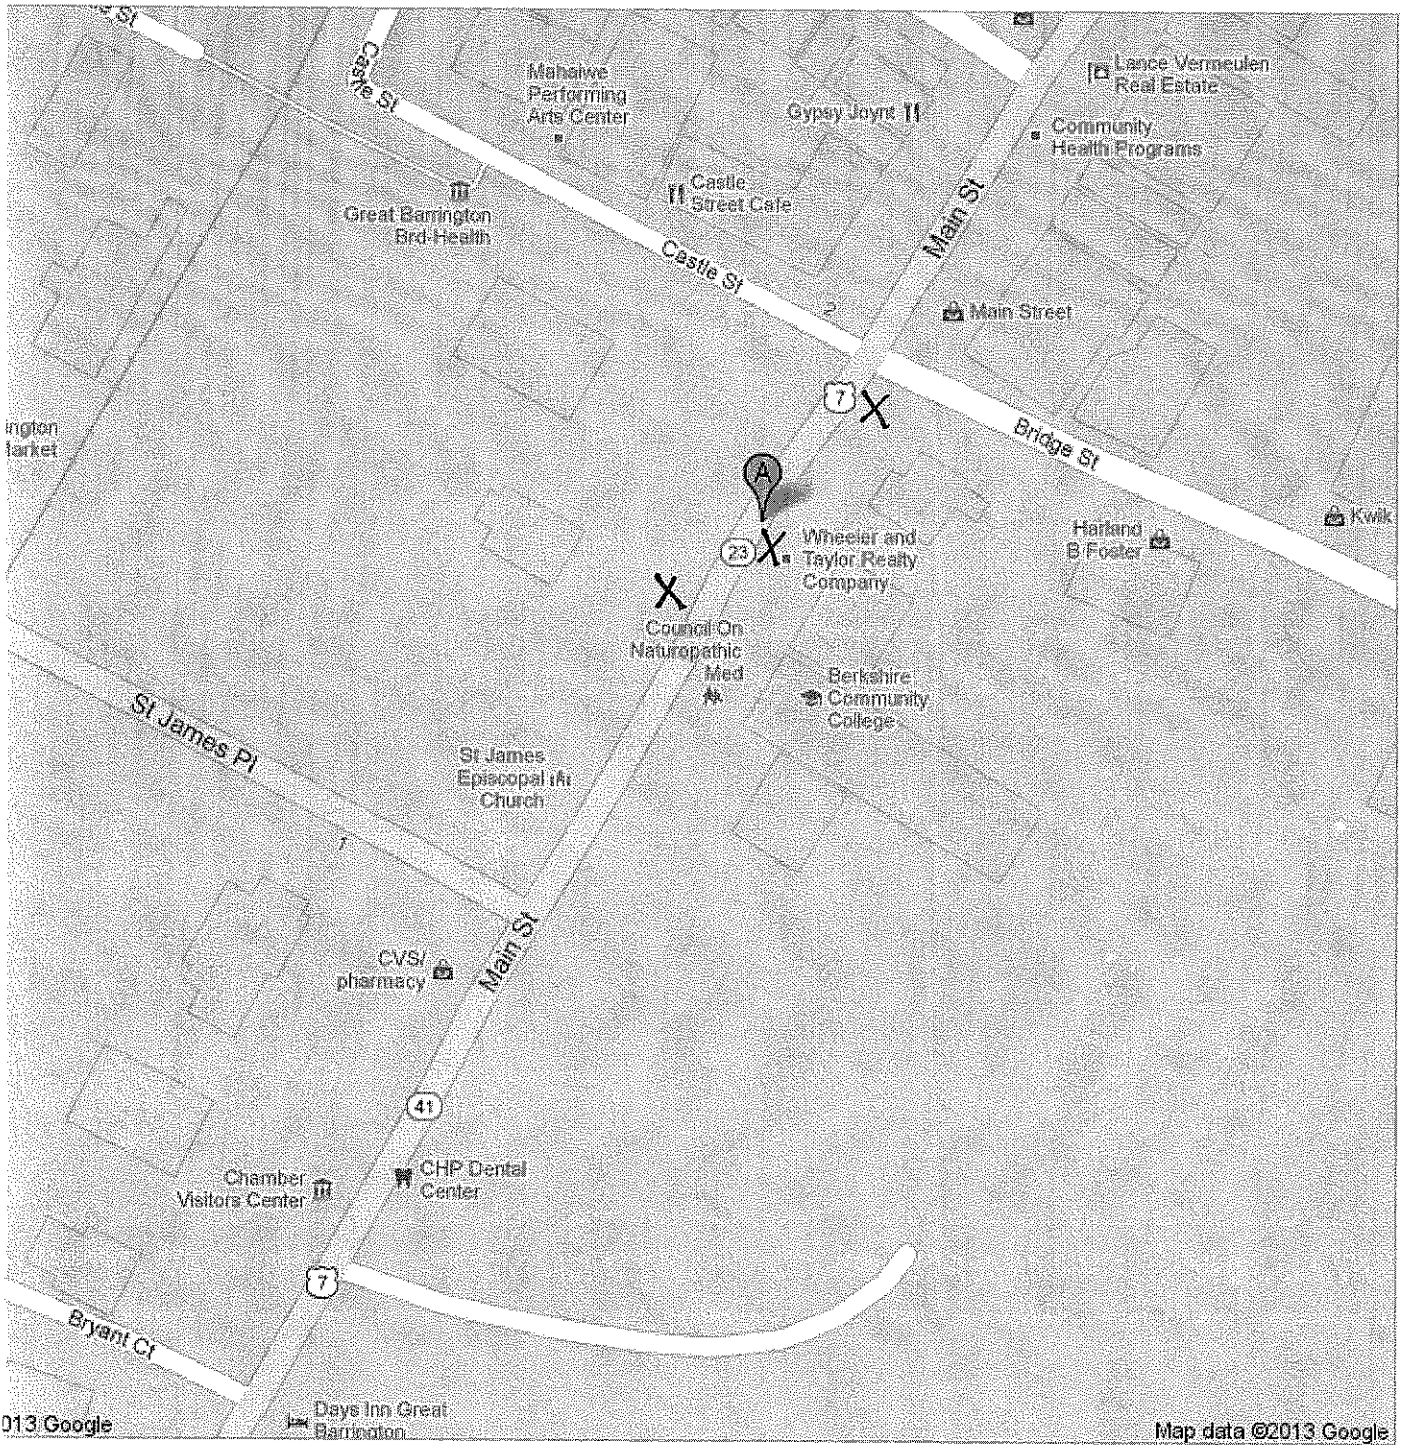 s St
Castle St
Mahaiwe
Performing
Arts Center
Gypsy Joynt
Lance Vermeulen
Real Estate
Community
Health Programs
Great Barrington
Brd-Health
Castle
Street Cafe
Main St
Castle St
2
Main Street
7
X
ington
Market
Bridge St
A
Kwik
Harland
B Foster
23
X
Wheeler and
Taylor Realty
Company
X
Council On
Naturopathic
Med
Berkshire
Community
College
St James Pl
St James
Episcopal
Church
1
Main St
CVS/
pharmacy
41
CHP Dental
Center
Chamber
Visitors Center
7
Bryant Ct
Days Inn Great
Barrington
013 Google
Map data ©2013 Google